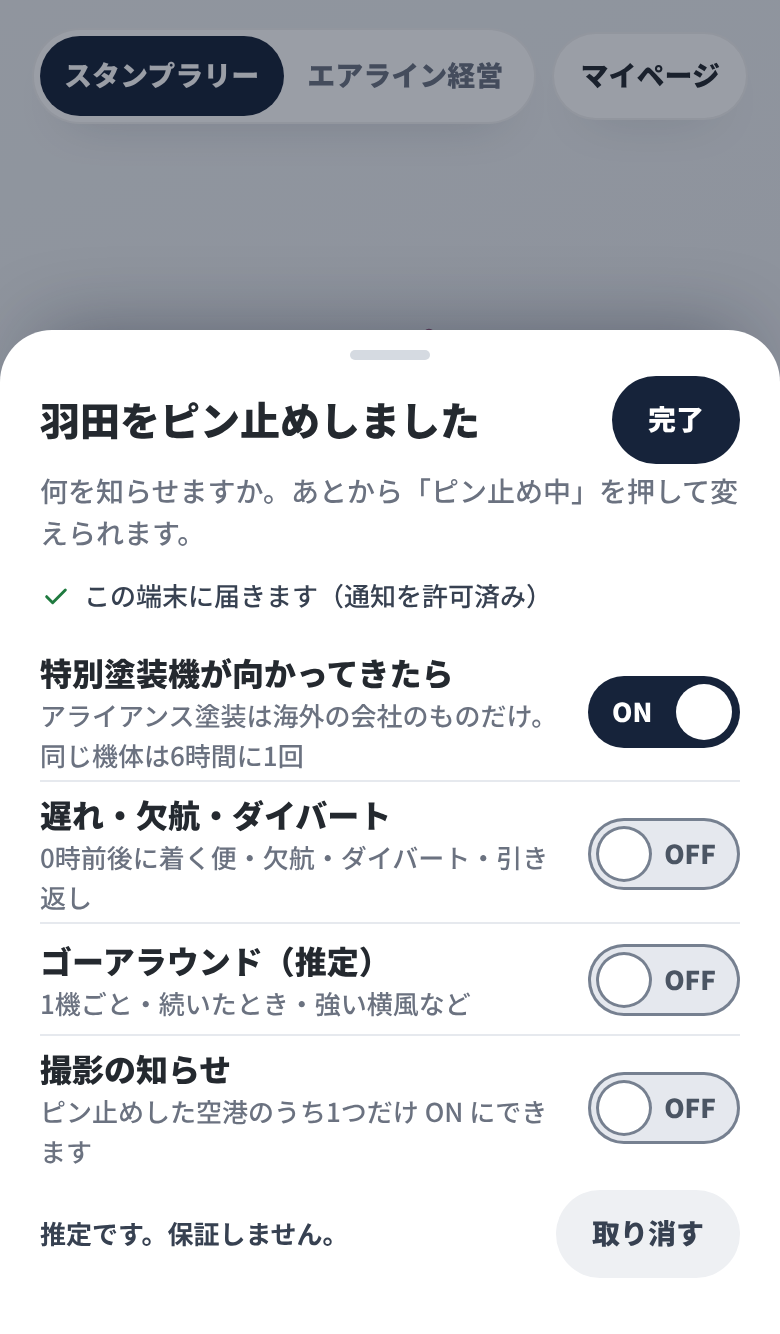 スタンプラリー
エアライン経営
マイページ
羽田をピン止めしました
完了
何を知らせますか。あとから「ピン止め中」を押して変
えられます。
この端末に届きます（通知を許可済み）
特別塗装機が向かってきたら
アライアンス塗装は海外の会社のものだけ。
同じ機体は6時間に1回
ON
遅れ・欠航・ダイバート
0時前後に着く便・欠航・ダイバート・引き
返し
OFF
ゴーアラウンド（推定）
1機ごと・続いたとき・強い横風など
OFF
撮影の知らせ
ピン止めした空港のうち1つだけ ON にでき
ます
OFF
推定です。保証しません。
取り消す